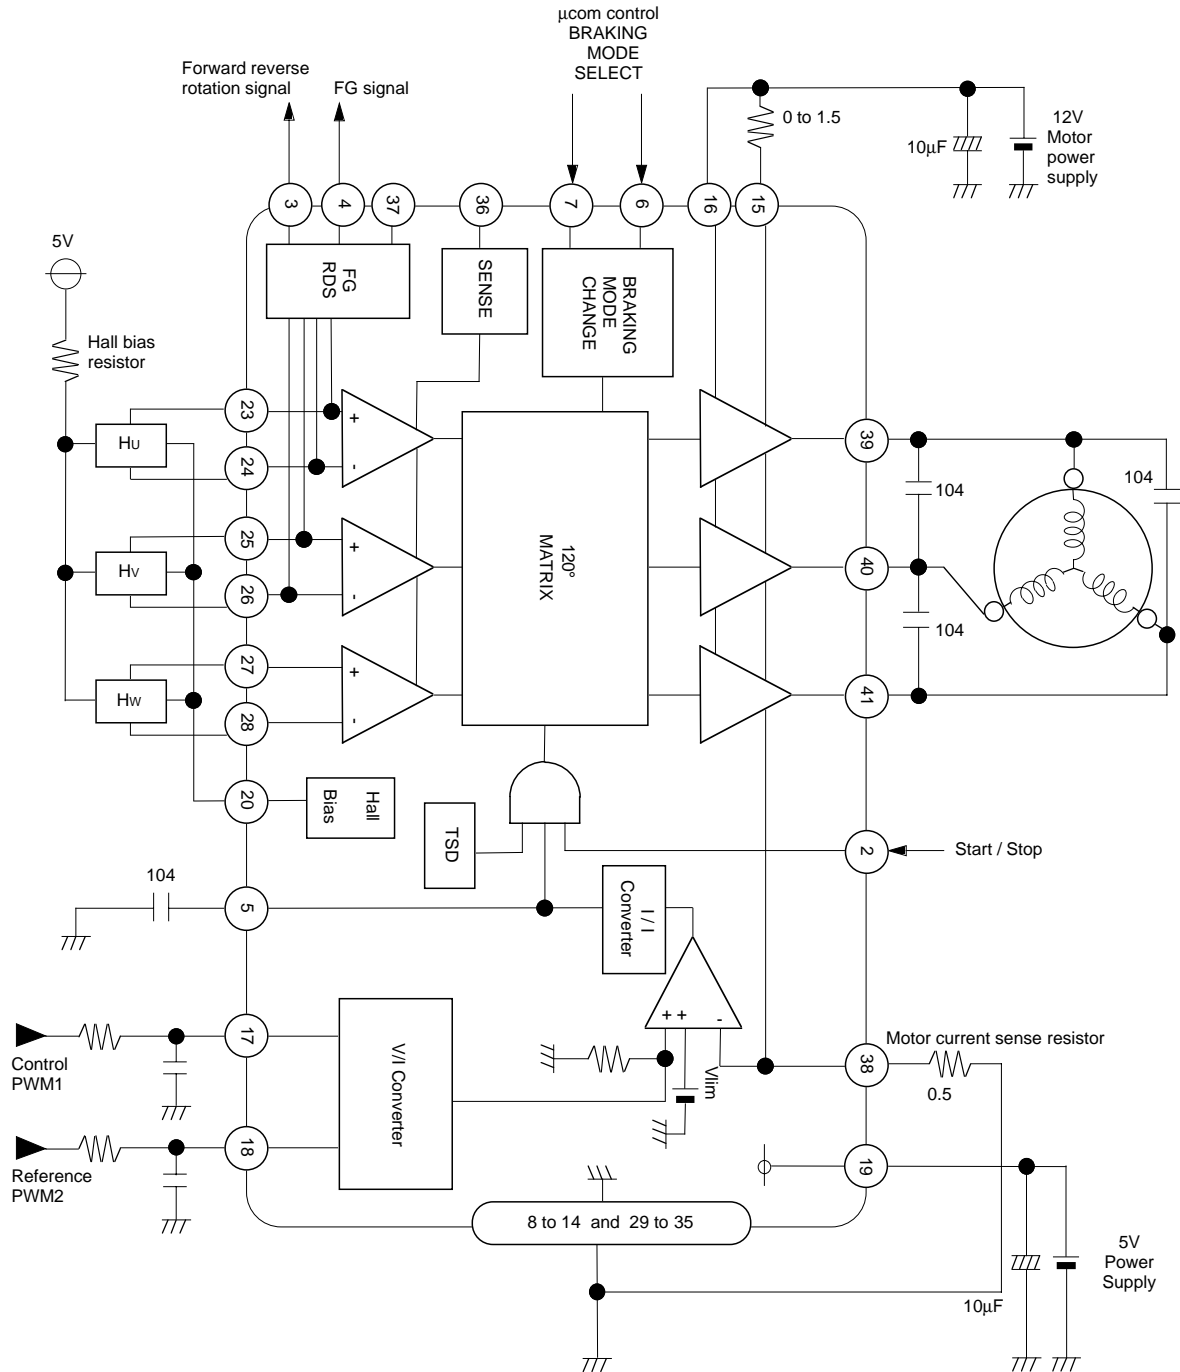 μcom control
BRAKING
MODE
SELECT
Forward reverse
rotation signal
FG signal
0 to 1.5
10μF
12V
Motor
power
supply
3
4
37
36
7
6
16
15
5V
FG
RDS
SENSE
BRAKING
MODE
CHANGE
Hall bias
resistor
23
+
HU
24
-
39
104
104
25
+
HV
26
-
120°
MATRIX
40
104
27
+
HW
28
-
41
20
Hall
Bias
TSD
2
Start / Stop
104
5
I / I
Converter
+ + -
Control
PWM1
17
V/I Converter
Vlim
38
Motor current sense resistor
0.5
Reference
PWM2
18
19
8 to 14 and 29 to 35
5V
Power
Supply
10μF